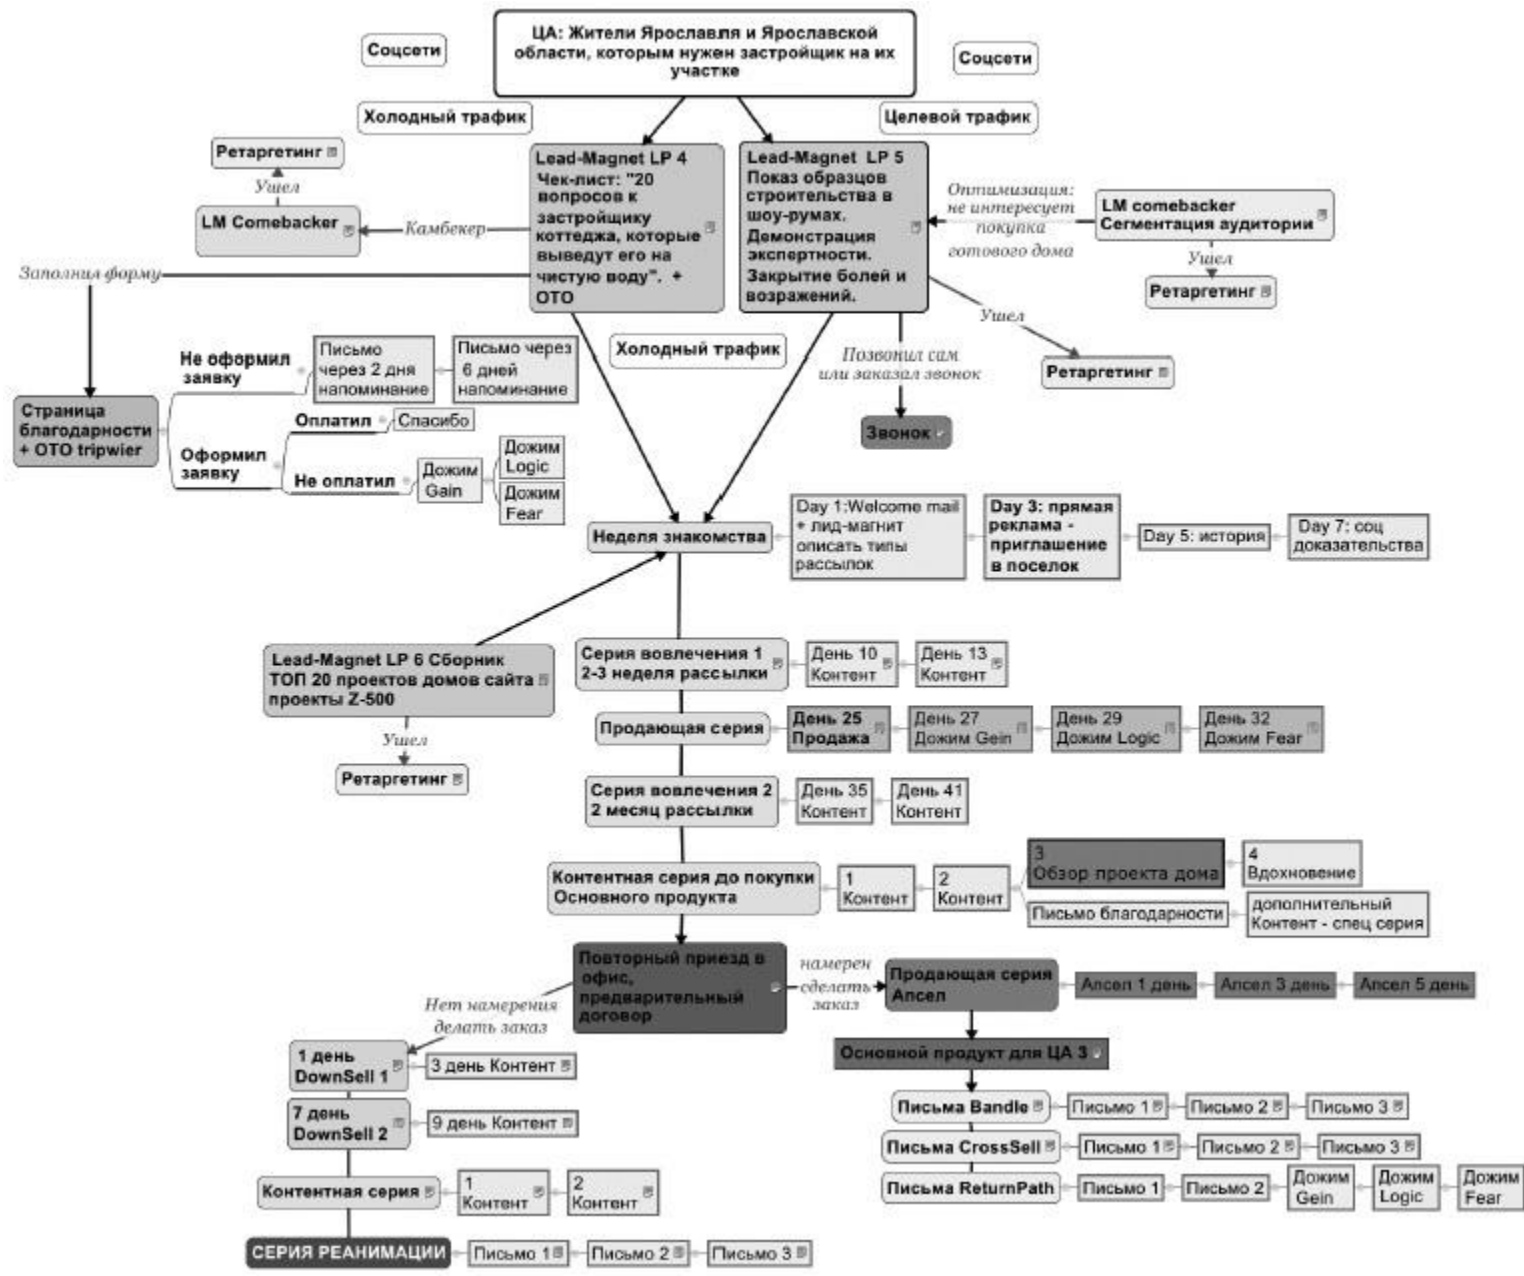 ЦА: Жители Ярославля и Ярославской
области, которым нужен застройщик на их
участке
Соцсети
Соцсети
Холодный трафик
Целевой трафик
Ретаргетинг
Ушел
LM Comebacker
Камбекер
Lead-Magnet LP 4
Чек-лист: "20
вопросов к
застройщику
коттеджа, которые
выведут его на
чистую воду". +
ОТО
Lead-Magnet LP 5
Показ образцов
строительства в
шоу-румах.
Демонстрация
экспертности.
Закрытие болей и
возражений.
Оптимизация:
не интересует
покупка
готового дома
LM comebacker
Сегментация аудитории
Ушел
Ретаргетинг
Заполнил форму
Ушел
Ретаргетинг
Холодный трафик
Позвонил сам
или заказал звонок
Звонок
Страница
благодарности
+ ОТО tripwier
Не оформил
заявку
Письмо
через 2 дня
напоминание
Письмо через
6 дней
напоминание
Оформил
заявку
Оплатил
Спасибо
Не оплатил
Дожим
Gain
Дожим
Logic
Дожим
Fear
Неделя знакомства
Day 1:Welcome mail
+ лид-магнит
описать типы
рассылок
Day 3: прямая
реклама -
приглашение
в поселок
Day 5: история
Day 7: соц
доказательства
Lead-Magnet LP 6 Сборник
ТОП 20 проектов домов сайта
проекты Z-500
Ушел
Ретаргетинг
Серия вовлечения 1
2-3 неделя рассылки
День 10
Контент
День 13
Контент
Продающая серия
День 25
Продажа
День 27
Дожим Gein
День 29
Дожим Logic
День 32
Дожим Fear
Серия вовлечения 2
2 месяц рассылки
День 35
Контент
День 41
Контент
Контентная серия до покупки
Основного продукта
1
Контент
2
Контент
3
Обзор проекта дома
4
Вдохновение
Письмо благодарности
дополнительный
Контент - спец серия
Повторный приезд в
офис,
предварительный
договор
намерен
сделать
заказ
Продающая серия
Апсел
Апсел 1 день
Апсел 3 день
Апсел 5 день
Нет намерения
делать заказ
Основной продукт для ЦА 3
1 день
DownSell 1
3 день Контент
7 день
DownSell 2
9 день Контент
Письма Bandle
Письмо 1
Письмо 2
Письмо 3
Письма CrossSell
Письмо 1
Письмо 2
Письмо 3
Письма ReturnPath
Письмо 1
Письмо 2
Дожим
Gein
Дожим
Logic
Дожим
Fear
Контентная серия
1
Контент
2
Контент
СЕРИЯ РЕАНИМАЦИИ
Письмо 1
Письмо 2
Письмо 3